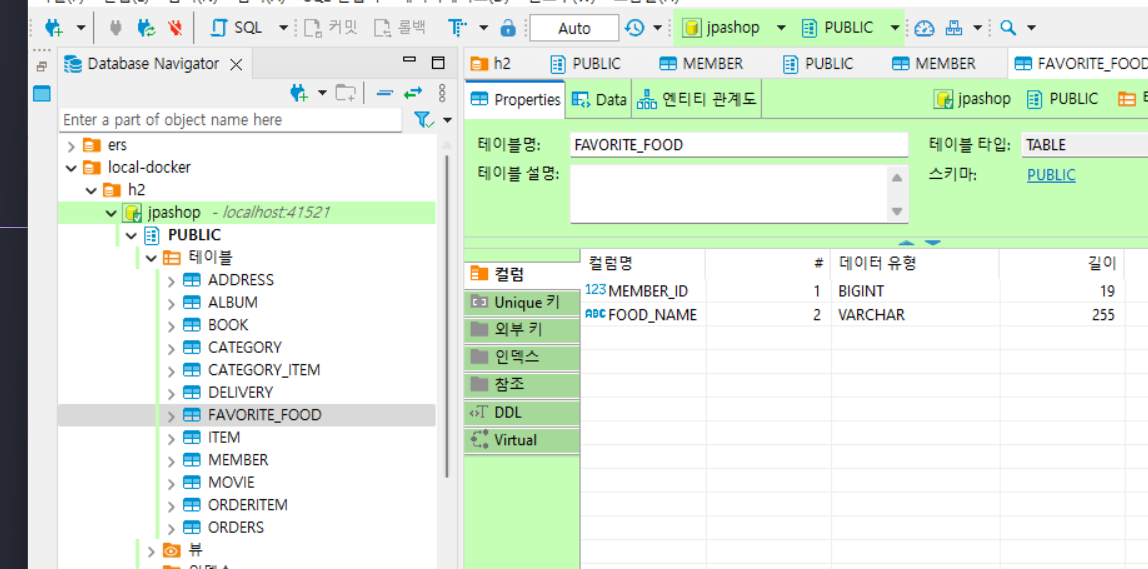 SQL 커밋 롤백 Auto jpashop PUBLIC
Database Navigator
h2 PUBLIC MEMBER PUBLIC MEMBER FAVORITE_FOOD
Enter a part of object name here
ers
local-docker
h2
jpashop - localhost:41521
PUBLIC
테이블
ADDRESS
ALBUM
BOOK
CATEGORY
CATEGORY_ITEM
DELIVERY
FAVORITE_FOOD
ITEM
MEMBER
MOVIE
ORDERITEM
ORDERS
뷰
Properties Data 엔티티 관계도 jpashop PUBLIC
테이블명: FAVORITE_FOOD 테이블 타입: TABLE
테이블 설명: 스키마: PUBLIC
컬럼
Unique 키
외부 키
인덱스
참조
DDL
Virtual
컬럼명 # 데이터 유형 길이
123 MEMBER_ID 1 BIGINT 19
ABC FOOD_NAME 2 VARCHAR 255